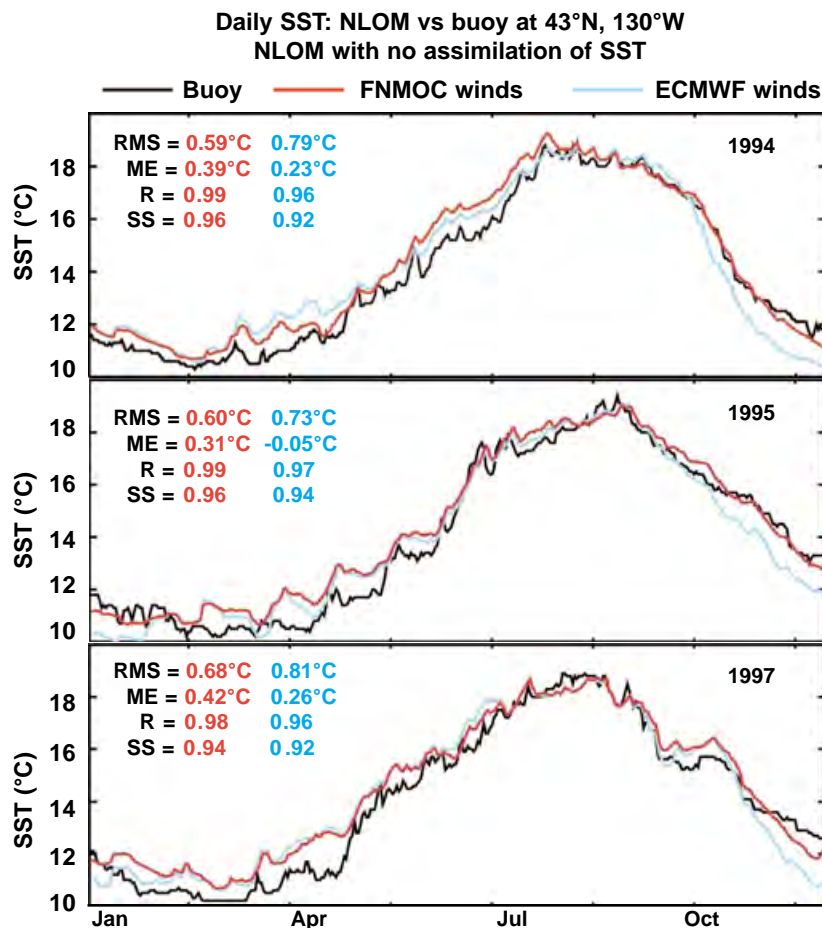 Daily SST: NLOM vs buoy at 43°N, 130°W
NLOM with no assimilation of SST
Buoy FNMOC winds ECMWF winds
RMS = 0.59°C 0.79°C
ME = 0.39°C 0.23°C
R = 0.99 0.96
SS = 0.96 0.92
1994
SST (°C)
18
16
14
12
10
RMS = 0.60°C 0.73°C
ME = 0.31°C -0.05°C
R = 0.99 0.97
SS = 0.96 0.94
1995
SST (°C)
18
16
14
12
10
RMS = 0.68°C 0.81°C
ME = 0.42°C 0.26°C
R = 0.98 0.96
SS = 0.94 0.92
1997
SST (°C)
18
16
14
12
10
Jan Apr Jul Oct